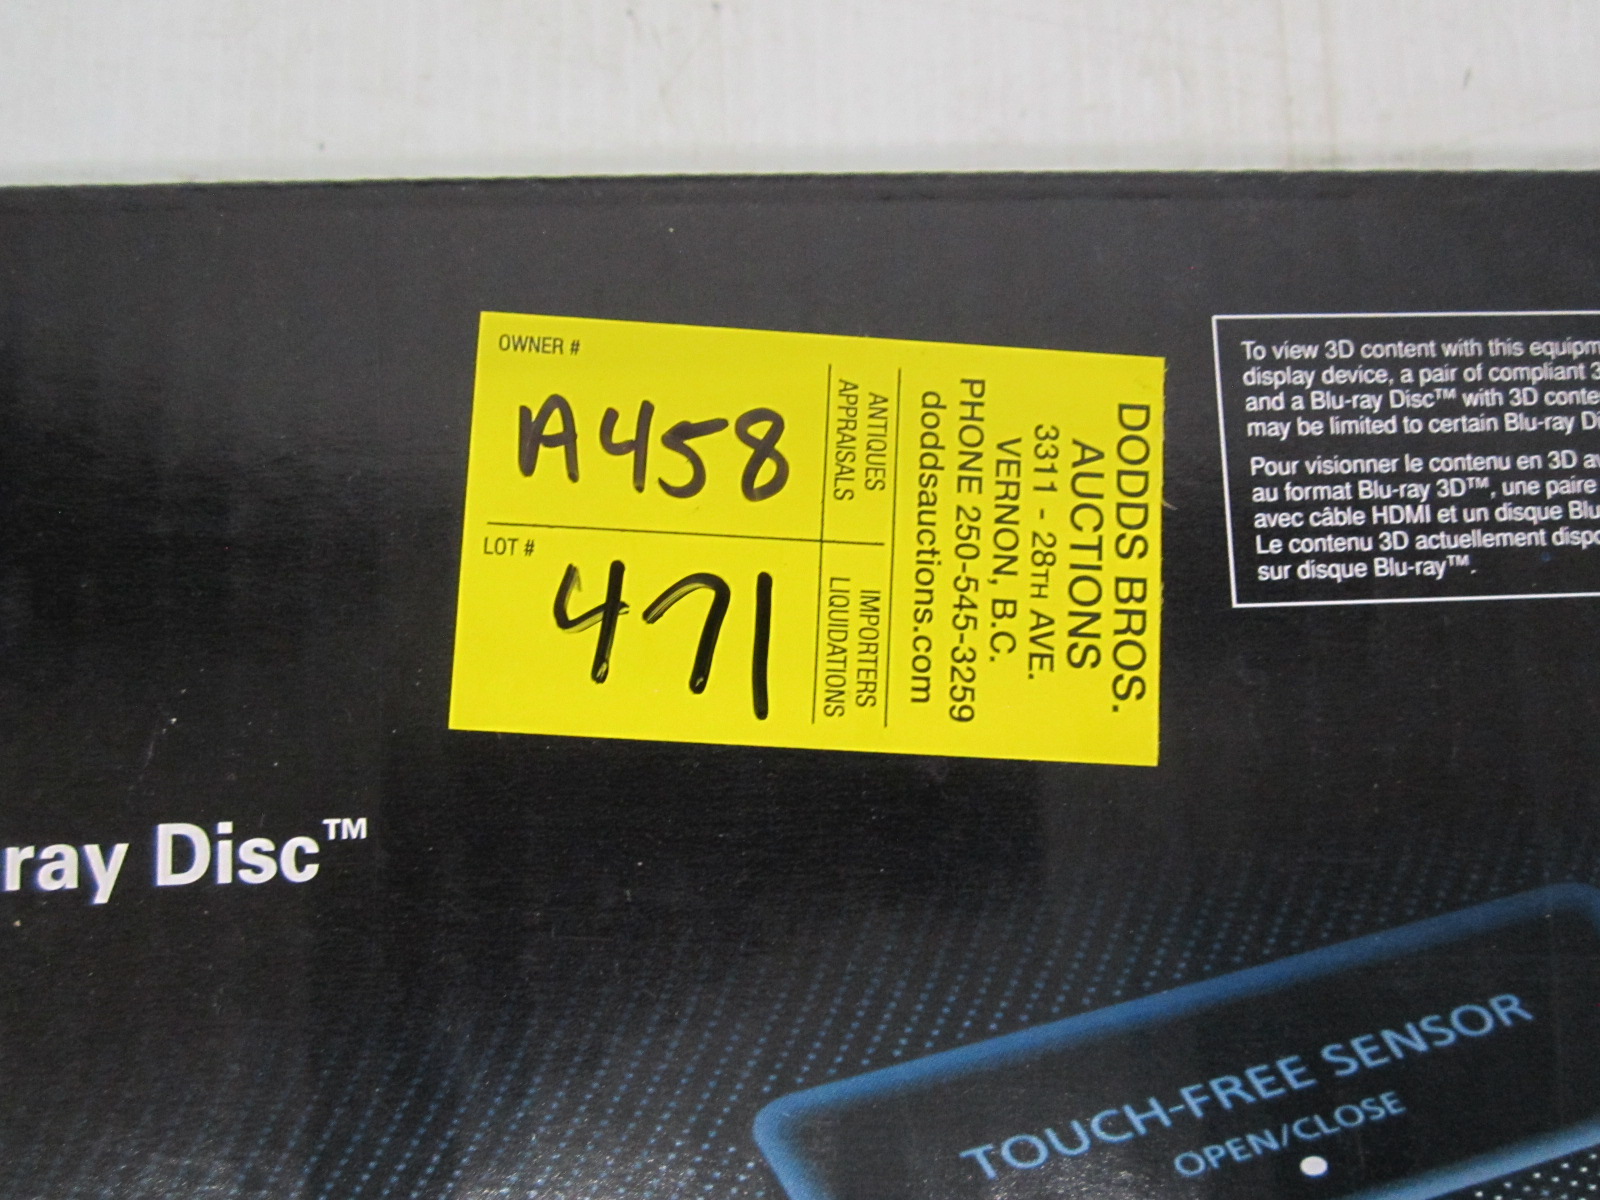 OWNER #
A458
LOT #
471
ANTIQUES
APPRAISALS
IMPORTERS
LIQUIDATIONS
DODDS BROS.
AUCTIONS
3311 - 28TH AVE.
VERNON, B.C.
PHONE 250-545-3259
doddsauctions.com
To view 3D content with this equipm
display device, a pair of compliant 3
and a Blu-ray Disc™ with 3D conte
may be limited to certain Blu-ray Di
Pour visionner le contenu en 3D av
au format Blu-ray 3D™, une paire
avec câble HDMI et un disque Blu
Le contenu 3D actuellement dispo
sur disque Blu-ray™.
ray Disc™
TOUCH-FREE SENSOR
OPEN/CLOSE